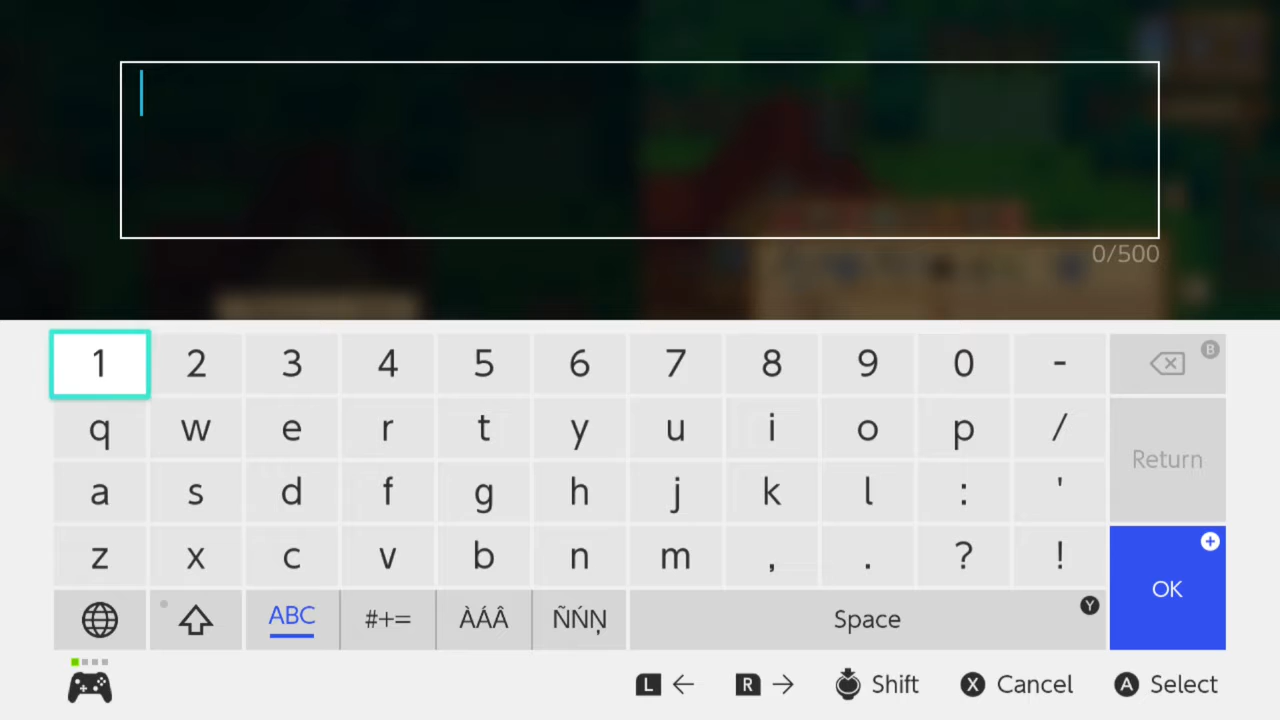 0/500
1 2 3 4 5 6 7 8 9 0 - B
q w e r t y u i o p /
Return
a s d f g h j k l : '
z x c v b n m , . ? !
OK
ABC #+= ÀÁÂ ÑŃŅ Space Y
L ← R → Shift X Cancel A Select